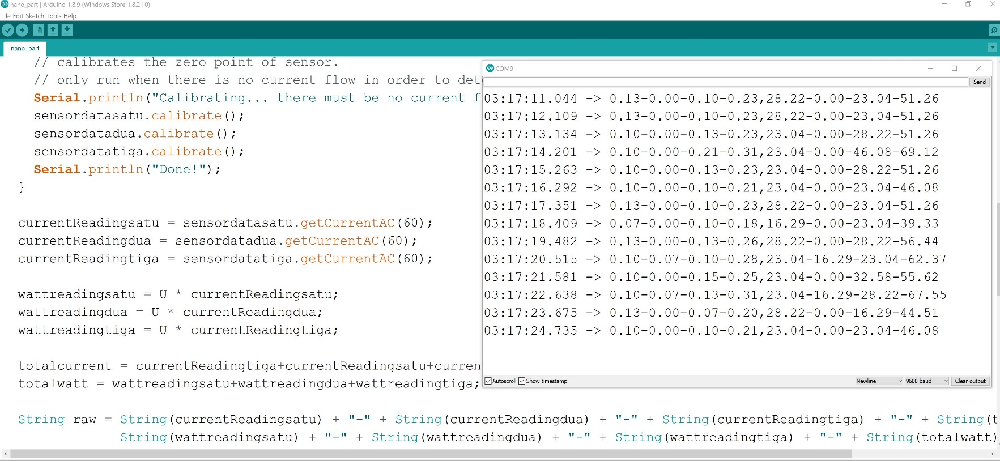 nano_part | Arduino 1.8.9 (Windows Store 1.8.21.0)
File Edit Sketch Tools Help
nano_part
// calibrates the zero point of sensor.
// only run when there is no current flow in order to det
Serial.println("Calibrating... there must be no current f
sensordatasatu.calibrate();
sensordatadua.calibrate();
sensordatatiga.calibrate();
Serial.println("Done!");
}
currentReadingsatu = sensordatasatu.getCurrentAC(60);
currentReadingdua = sensordatadua.getCurrentAC(60);
currentReadingtiga = sensordatatiga.getCurrentAC(60);
wattreadingsatu = U * currentReadingsatu;
wattreadingdua = U * currentReadingdua;
wattreadingtiga = U * currentReadingtiga;
totalcurrent = currentReadingtiga+currentReadingsatu+curren
totalwatt = wattreadingsatu+wattreadingdua+wattreadingtiga;
String raw = String(currentReadingsatu) + "-" + String(currentReadingdua) + "-" + String(currentReadingtiga) + "-" + String(t
String(wattreadingsatu) + "-" + String(wattreadingdua) + "-" + String(wattreadingtiga) + "-" + String(totalwatt)
COM9
Send
03:17:11.044 -> 0.13-0.00-0.10-0.23,28.22-0.00-23.04-51.26
03:17:12.109 -> 0.13-0.00-0.10-0.23,28.22-0.00-23.04-51.26
03:17:13.134 -> 0.10-0.00-0.13-0.23,23.04-0.00-28.22-51.26
03:17:14.201 -> 0.10-0.00-0.21-0.31,23.04-0.00-46.08-69.12
03:17:15.263 -> 0.10-0.00-0.13-0.23,23.04-0.00-28.22-51.26
03:17:16.292 -> 0.10-0.00-0.10-0.21,23.04-0.00-23.04-46.08
03:17:17.351 -> 0.13-0.00-0.10-0.23,28.22-0.00-23.04-51.26
03:17:18.409 -> 0.07-0.00-0.10-0.18,16.29-0.00-23.04-39.33
03:17:19.482 -> 0.13-0.00-0.13-0.26,28.22-0.00-28.22-56.44
03:17:20.515 -> 0.10-0.07-0.10-0.28,23.04-16.29-23.04-62.37
03:17:21.581 -> 0.10-0.00-0.15-0.25,23.04-0.00-32.58-55.62
03:17:22.638 -> 0.10-0.07-0.13-0.31,23.04-16.29-28.22-67.55
03:17:23.675 -> 0.13-0.00-0.07-0.20,28.22-0.00-16.29-44.51
03:17:24.735 -> 0.10-0.00-0.10-0.21,23.04-0.00-23.04-46.08
Autoscroll Show timestamp
Newline 9600 baud Clear output